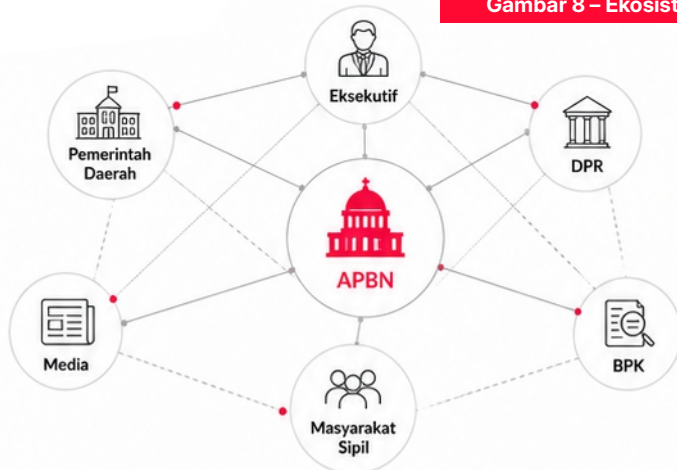 Gambar 8 – Ekosist
Eksekutif
Pemerintah
Daerah
DPR
APBN
Media
BPK
Masyarakat
Sipil